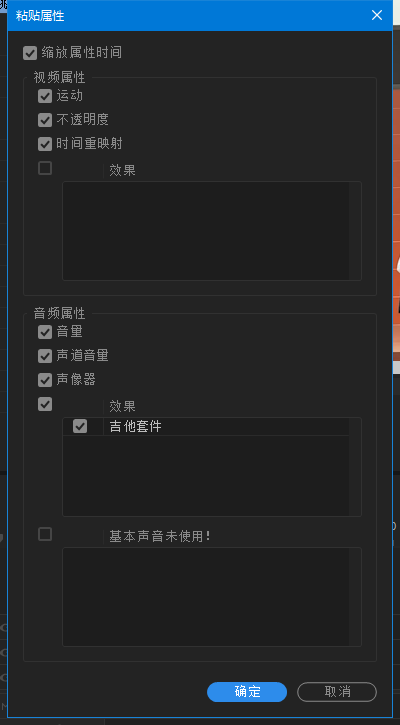 粘贴属性
缩放属性时间
视频属性
运动
不透明度
时间重映射
效果
音频属性
音量
声道音量
声像器
效果
吉他套件
基本声音未使用!
确定
取消